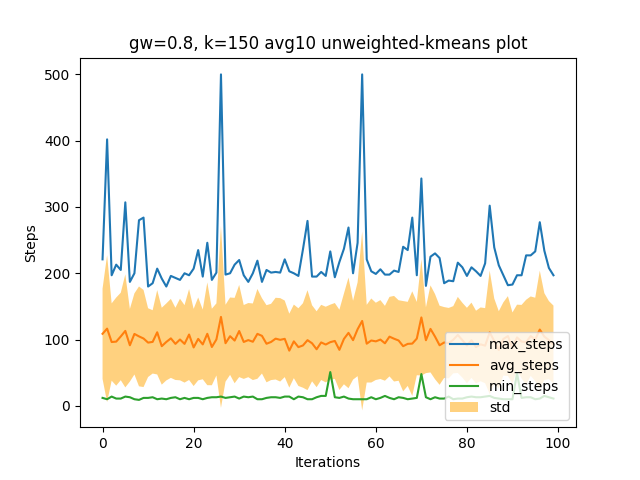 gw=0.8, k=150 avg10 unweighted-kmeans plot
500
400
300
200
100
0
Steps
max_steps
avg_steps
min_steps
std
0
20
40
60
80
100
Iterations